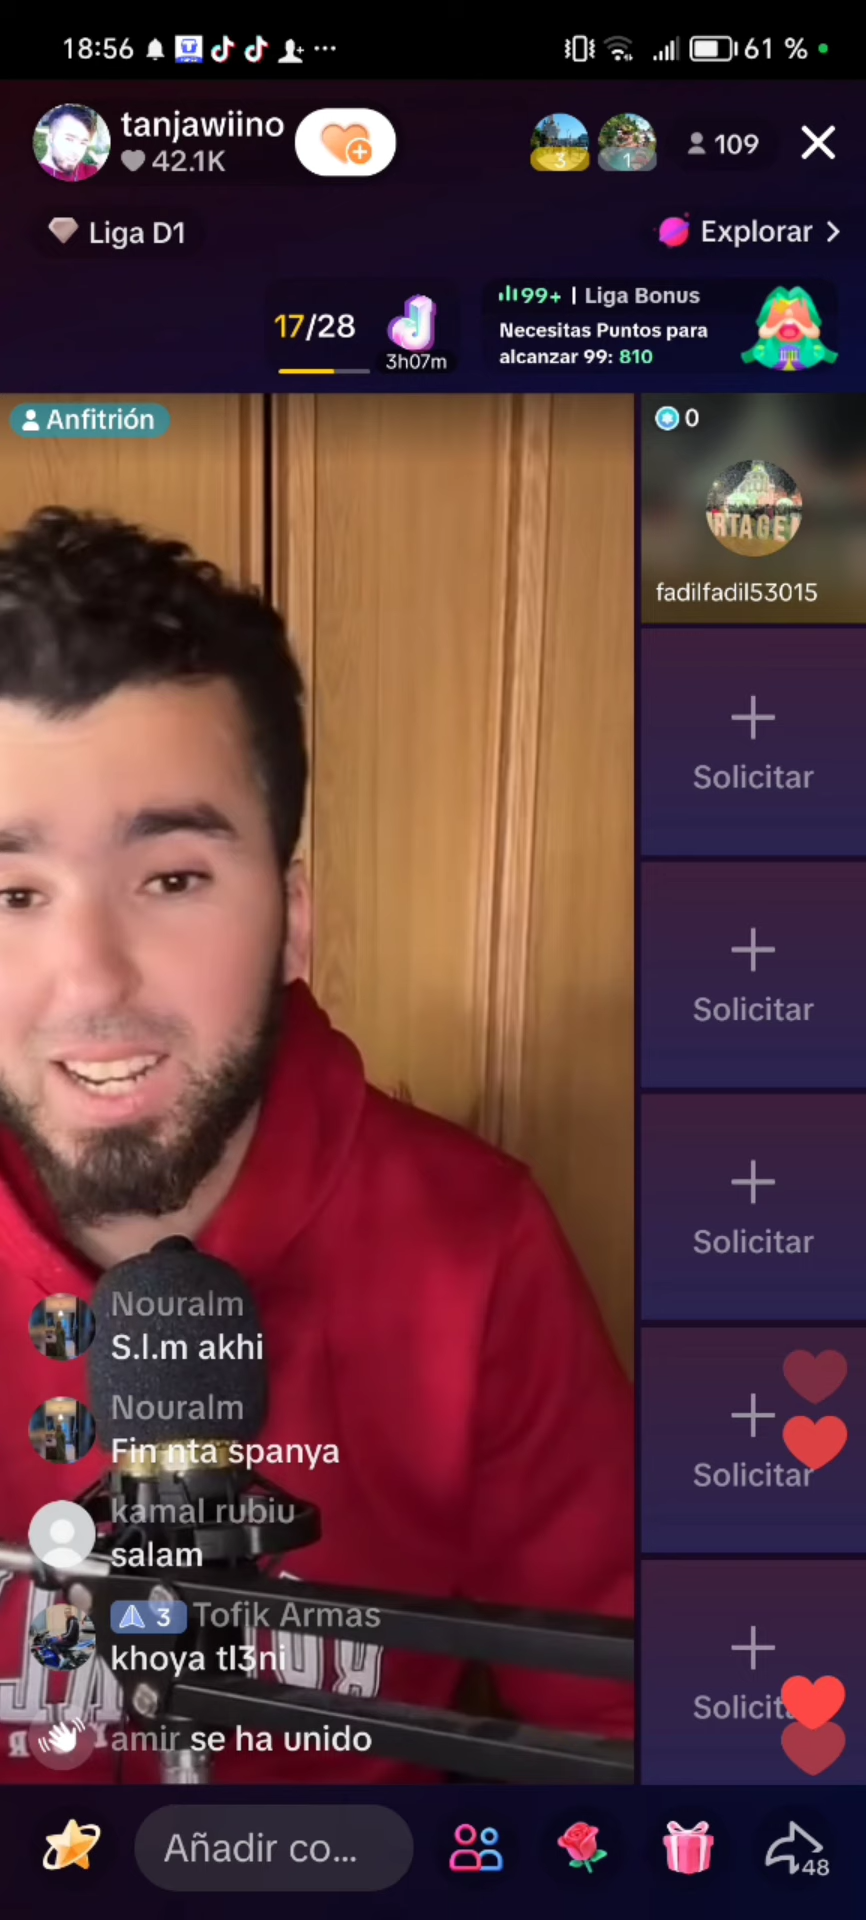 18:56
61 %
tanjawiino
42.1K
3
1
109
Liga D1
Explorar
17/28
3h07m
99+ | Liga Bonus
Necesitas Puntos para
alcanzar 99: 810
Anfitrión
0
RTAGE
fadilfadil53015
Solicitar
Solicitar
Solicitar
Solicitar
Nouralm
S.l.m akhi
Nouralm
Fin nta spanya
kamal rubiu
salam
3 Tofik Armas
khoya tl3ni
amir se ha unido
Solicit
Añadir co...
48